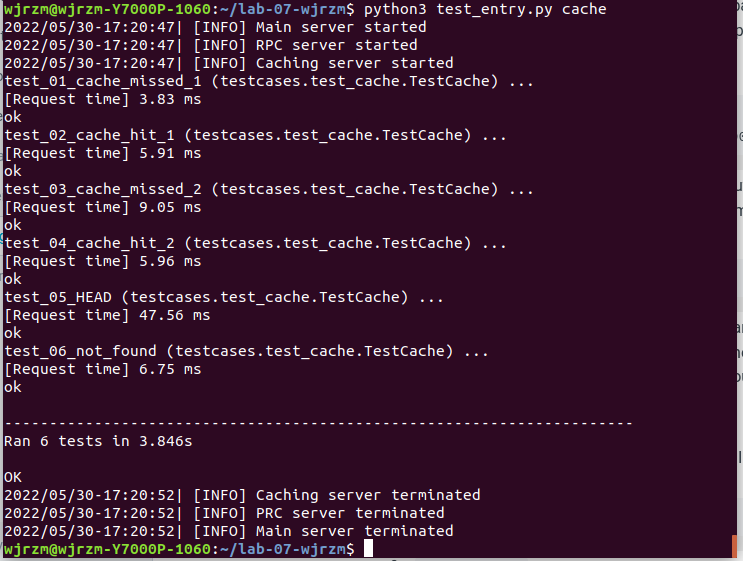 wjrzm@wjrzm-Y7000P-1060:~/lab-07-wjrzm$ python3 test_entry.py cache
2022/05/30-17:20:47| [INFO] Main server started
2022/05/30-17:20:47| [INFO] RPC server started
2022/05/30-17:20:47| [INFO] Caching server started
test_01_cache_missed_1 (testcases.test_cache.TestCache) ...
[Request time] 3.83 ms
ok
test_02_cache_hit_1 (testcases.test_cache.TestCache) ...
[Request time] 5.91 ms
ok
test_03_cache_missed_2 (testcases.test_cache.TestCache) ...
[Request time] 9.05 ms
ok
test_04_cache_hit_2 (testcases.test_cache.TestCache) ...
[Request time] 5.96 ms
ok
test_05_HEAD (testcases.test_cache.TestCache) ...
[Request time] 47.56 ms
ok
test_06_not_found (testcases.test_cache.TestCache) ...
[Request time] 6.75 ms
ok
----------------------------------------------------------------------
Ran 6 tests in 3.846s
OK
2022/05/30-17:20:52| [INFO] Caching server terminated
2022/05/30-17:20:52| [INFO] PRC server terminated
2022/05/30-17:20:52| [INFO] Main server terminated
wjrzm@wjrzm-Y7000P-1060:~/lab-07-wjrzm$